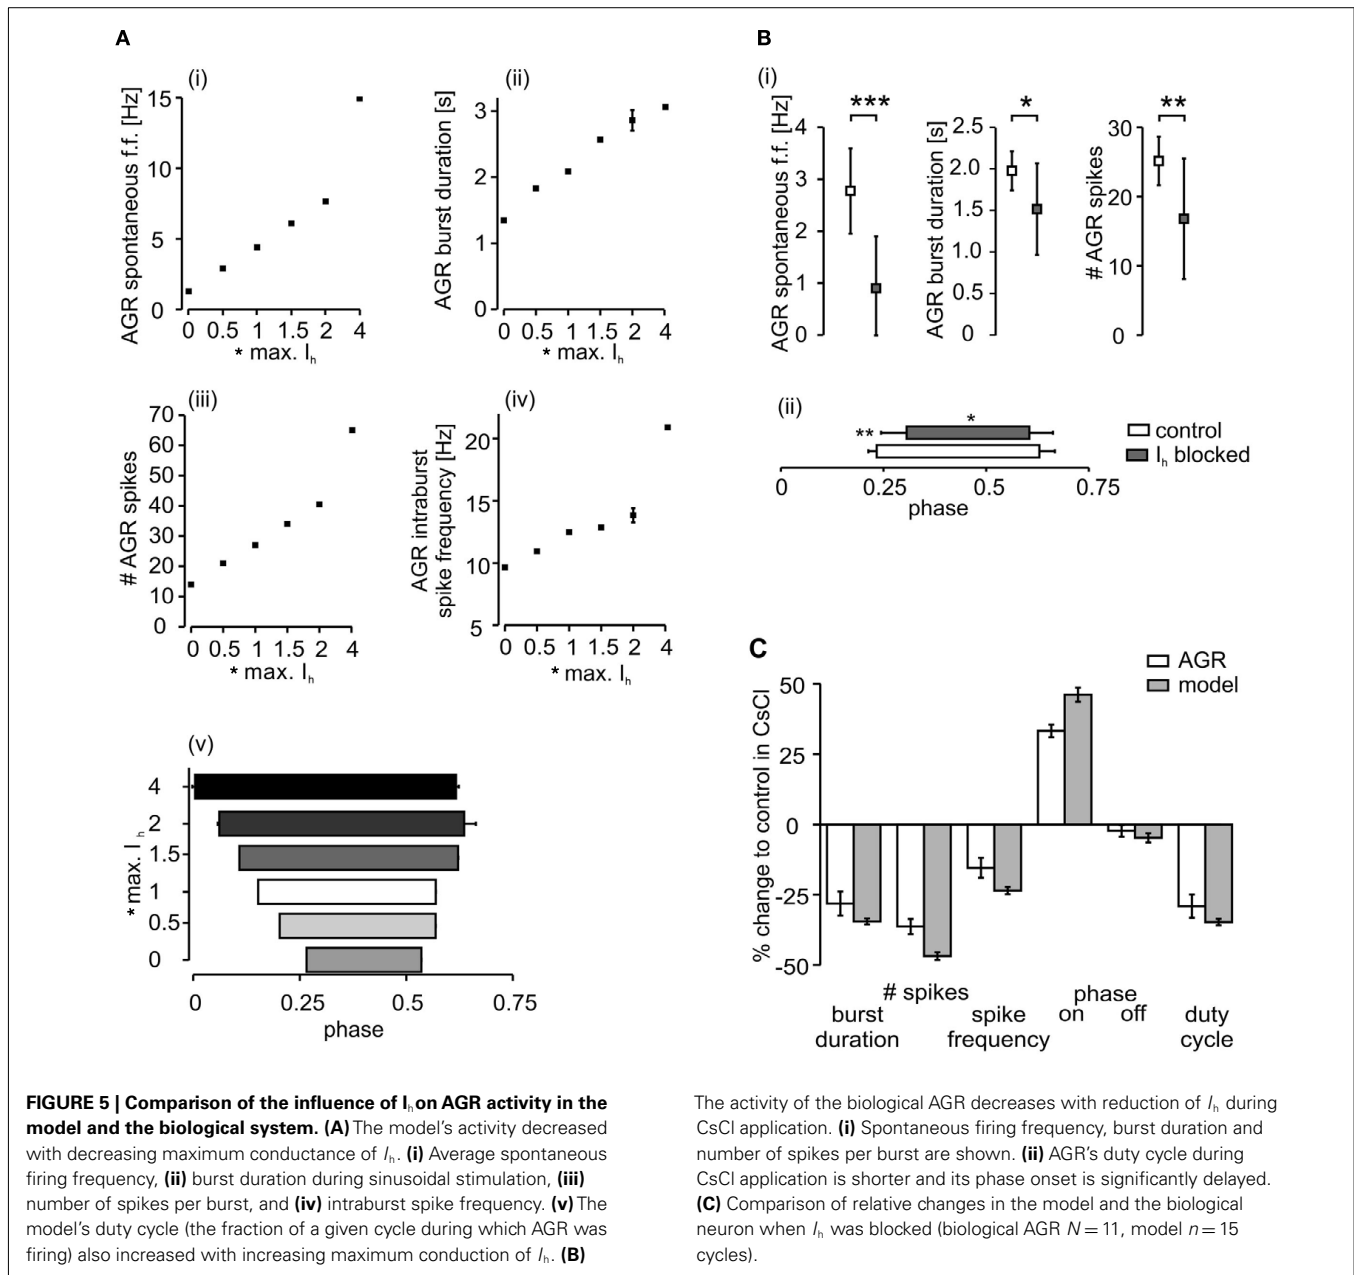 A
(i)
AGR spontaneous f.f. [Hz]
15
10
5
0
0 0.5 1 1.5 2 4
* max. Iₕ
(ii)
AGR burst duration [s]
3
2
1
0
0 0.5 1 1.5 2 4
* max. Iₕ
(iii)
# AGR spikes
70
60
50
40
30
20
10
0
0 0.5 1 1.5 2 4
* max. Iₕ
(iv)
AGR intraburst
spike frequency [Hz]
20
15
10
5
0 0.5 1 1.5 2 4
* max. Iₕ
(v)
* max. Iₕ
4
2
1.5
1
0.5
0
0 0.25 0.5 0.75
phase
B
(i)
AGR spontaneous f.f. [Hz]
4
3
2
1
0
***
AGR burst duration [s]
2.5
2.0
1.5
1.0
0.5
0
*
# AGR spikes
30
20
10
0
**
(ii)
*
**
control
Iₕ blocked
0 0.25 0.5 0.75
phase
C
AGR
model
% change to control in CsCl
50
25
0
-25
-50
burst
duration
# spikes
spike
frequency
phase
on off
duty
cycle
FIGURE 5 | Comparison of the influence of Iₕ on AGR activity in the
model and the biological system. (A) The model's activity decreased
with decreasing maximum conductance of Iₕ. (i) Average spontaneous
firing frequency, (ii) burst duration during sinusoidal stimulation, (iii)
number of spikes per burst, and (iv) intraburst spike frequency. (v) The
model's duty cycle (the fraction of a given cycle during which AGR was
firing) also increased with increasing maximum conduction of Iₕ. (B)
The activity of the biological AGR decreases with reduction of Iₕ during
CsCl application. (i) Spontaneous firing frequency, burst duration and
number of spikes per burst are shown. (ii) AGR's duty cycle during
CsCl application is shorter and its phase onset is significantly delayed.
(C) Comparison of relative changes in the model and the biological
neuron when Iₕ was blocked (biological AGR N = 11, model n = 15
cycles).